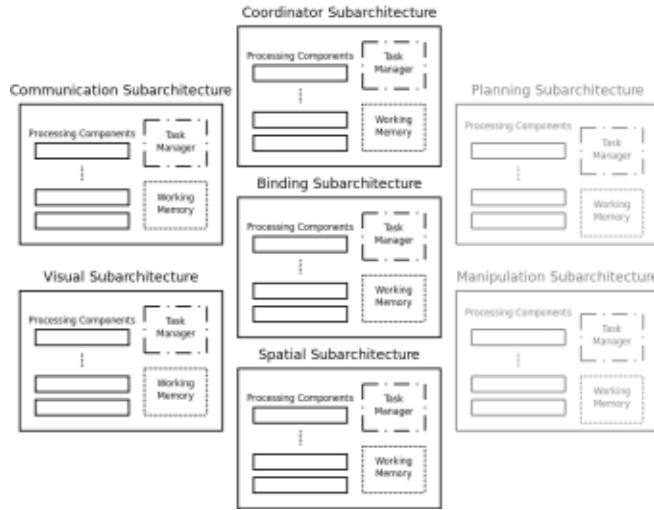 Coordinator Subarchitecture
Processing Components
Task
Manager
Working
Memory
Communication Subarchitecture
Processing Components
Task
Manager
Working
Memory
Planning Subarchitecture
Processing Components
Task
Manager
Working
Memory
Binding Subarchitecture
Processing Components
Task
Manager
Working
Memory
Visual Subarchitecture
Processing Components
Task
Manager
Working
Memory
Manipulation Subarchitecture
Processing Components
Task
Manager
Working
Memory
Spatial Subarchitecture
Processing Components
Task
Manager
Working
Memory